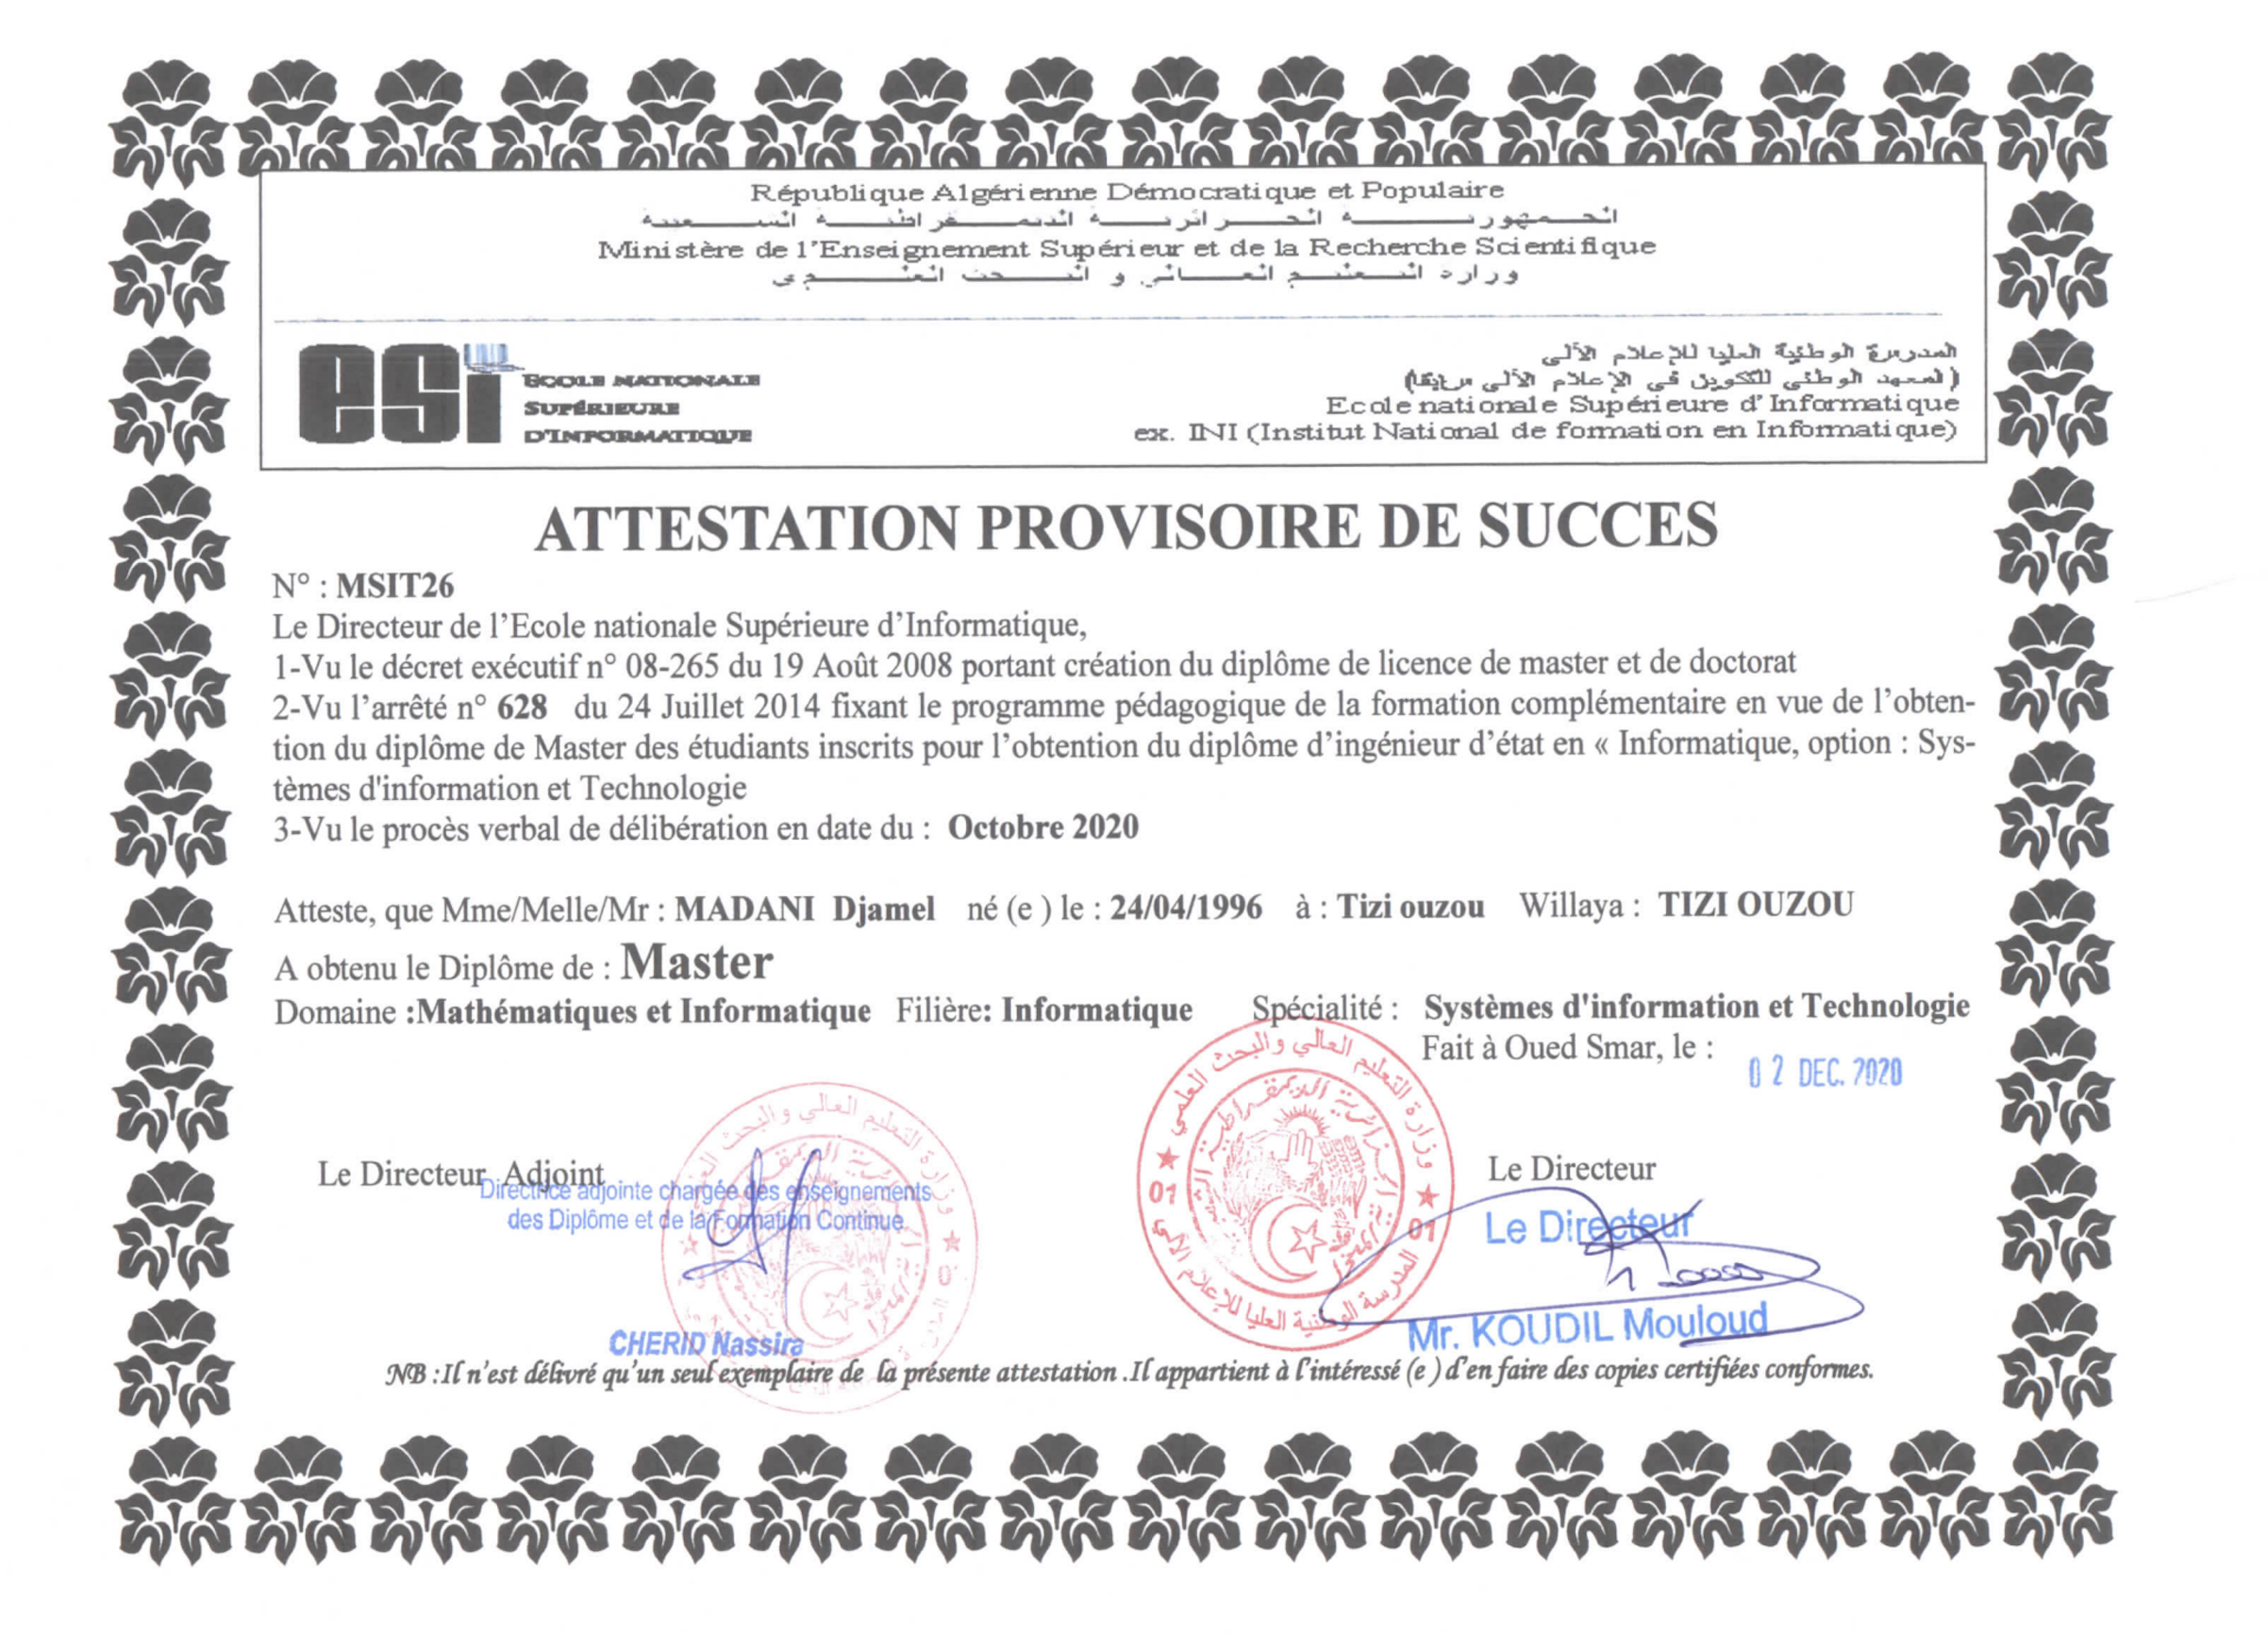 République Algérienne Démocratique et Populaire
الجمهورية الجزائرية الديمقراطية الشعبية
Ministère de l'Enseignement Supérieur et de la Recherche Scientifique
وزارة التعليم العالي و البحث العلمي
esi
ECOLE NATIONALE
SUPÉRIEURE
D'INFORMATIQUE
المدرسة الوطنية العليا للإعلام الآلي
(المعهد الوطني للتكوين في الإعلام الآلي سابقا)
Ecole nationale Supérieure d'Informatique
ex. INI (Institut National de formation en Informatique)
ATTESTATION PROVISOIRE DE SUCCES
N° : MSIT26
Le Directeur de l'Ecole nationale Supérieure d'Informatique,
1-Vu le décret exécutif n° 08-265 du 19 Août 2008 portant création du diplôme de licence de master et de doctorat
2-Vu l'arrêté n° 628 du 24 Juillet 2014 fixant le programme pédagogique de la formation complémentaire en vue de l'obten-
tion du diplôme de Master des étudiants inscrits pour l'obtention du diplôme d'ingénieur d'état en « Informatique, option : Sys-
tèmes d'information et Technologie
3-Vu le procès verbal de délibération en date du : Octobre 2020
Atteste, que Mme/Melle/Mr : MADANI Djamel né (e ) le : 24/04/1996 à : Tizi ouzou Willaya : TIZI OUZOU
A obtenu le Diplôme de : Master
Domaine :Mathématiques et Informatique Filière: Informatique Spécialité : Systèmes d'information et Technologie
Fait à Oued Smar, le : 02 DEC. 2020
وزارة التعليم العالي والبحث العلمي
الجمهورية الجزائرية الديمقراطية الشعبية
المدرسة الوطنية العليا للإعلام الآلي
01
01
Le Directeur Adjoint
Directrice adjointe chargée des enseignements
des Diplôme et de la Formation Continue
CHERID Nassira
Le Directeur
Le Directeur
Mr. KOUDIL Mouloud
NB :Il n'est délivré qu'un seul exemplaire de la présente attestation .Il appartient à l'intéressé (e ) d'en faire des copies certifiées conformes.